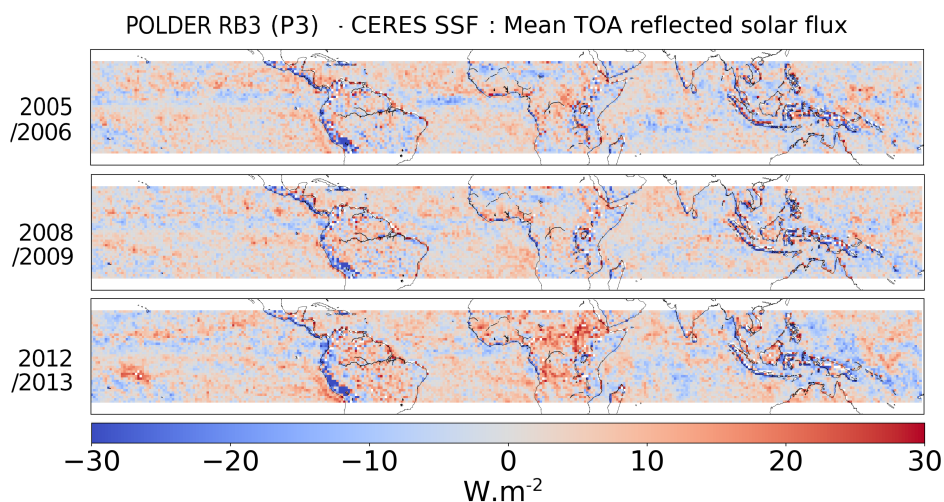 POLDER RB3 (P3) - CERES SSF : Mean TOA reflected solar flux
2005
/2006
2008
/2009
2012
/2013
−30 −20 −10 0 10 20 30
W.m-2